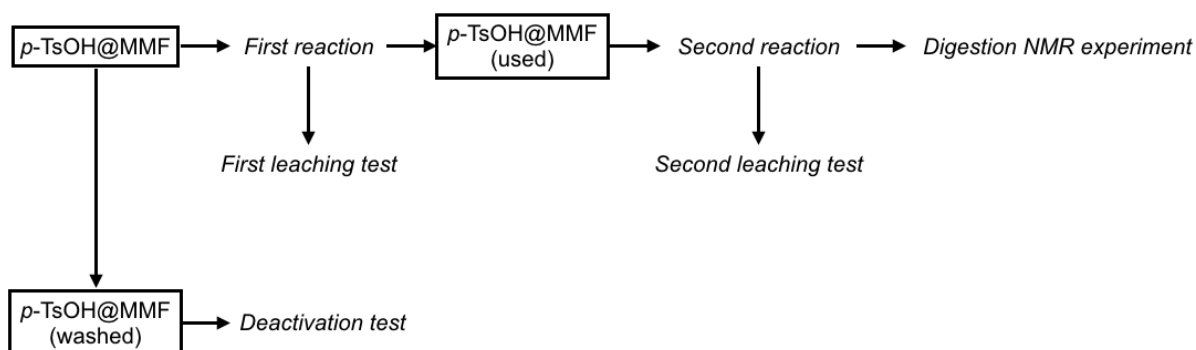 p-TsOH@MMF
First reaction
p-TsOH@MMF
(used)
Second reaction
Digestion NMR experiment
First leaching test
Second leaching test
p-TsOH@MMF
(washed)
Deactivation test